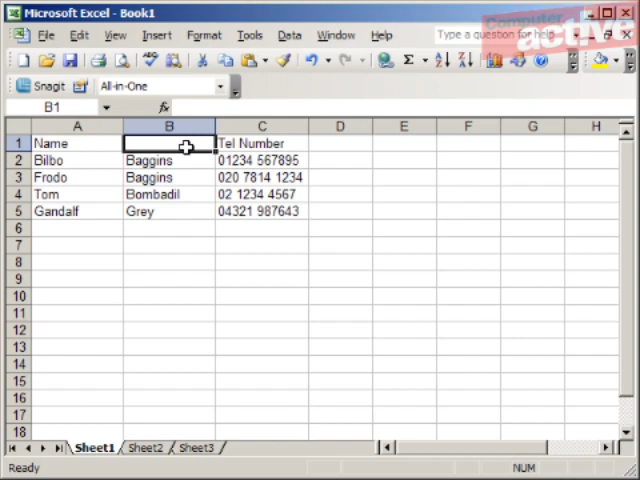 Microsoft Excel - Book1
Computer
active
File Edit View Insert Format Tools Data Window Help Type a question for help
Snagit All-in-One
B1 fx
A B C D E F G H
1 Name Tel Number
2 Bilbo Baggins 01234 567895
3 Frodo Baggins 020 7814 1234
4 Tom Bombadil 02 1234 4567
5 Gandalf Grey 04321 987643
6
7
8
9
10
11
12
13
14
15
16
17
18
Sheet1 Sheet2 Sheet3
Ready NUM